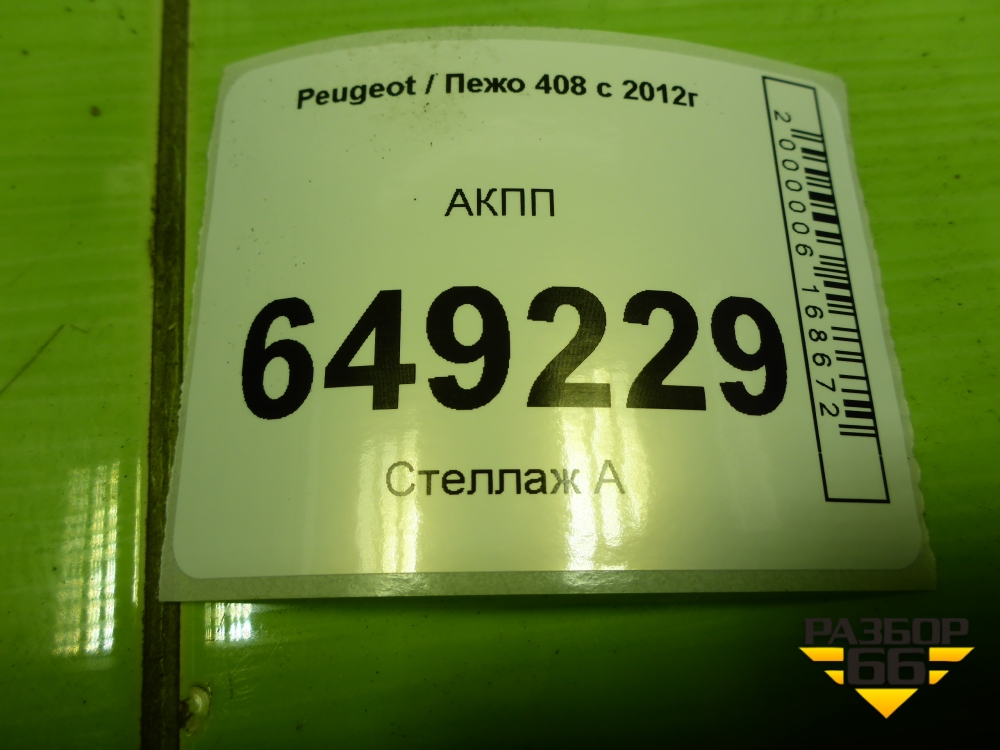 Peugeot / Пежо 408 с 2012г
АКПП
649229
Стеллаж А
2000006168672
РАЗБОР
66